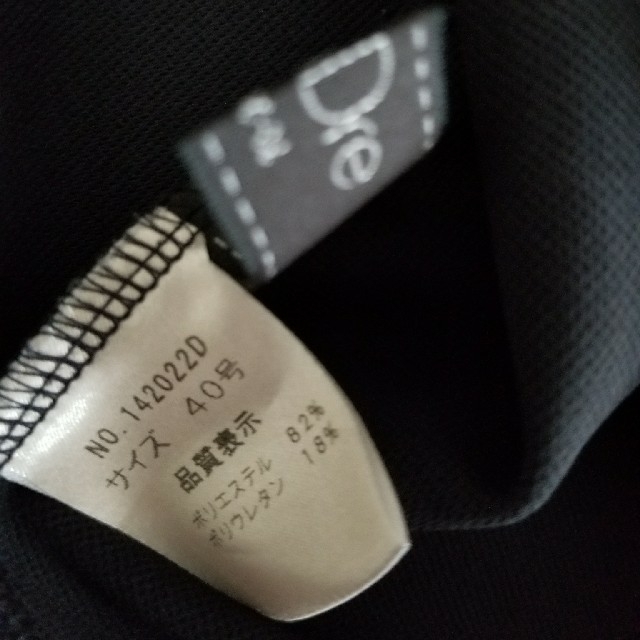 Dre
NO.1420220
サイズ 40号
品質表示
ポリエステル 82%
ポリウレタン 18%